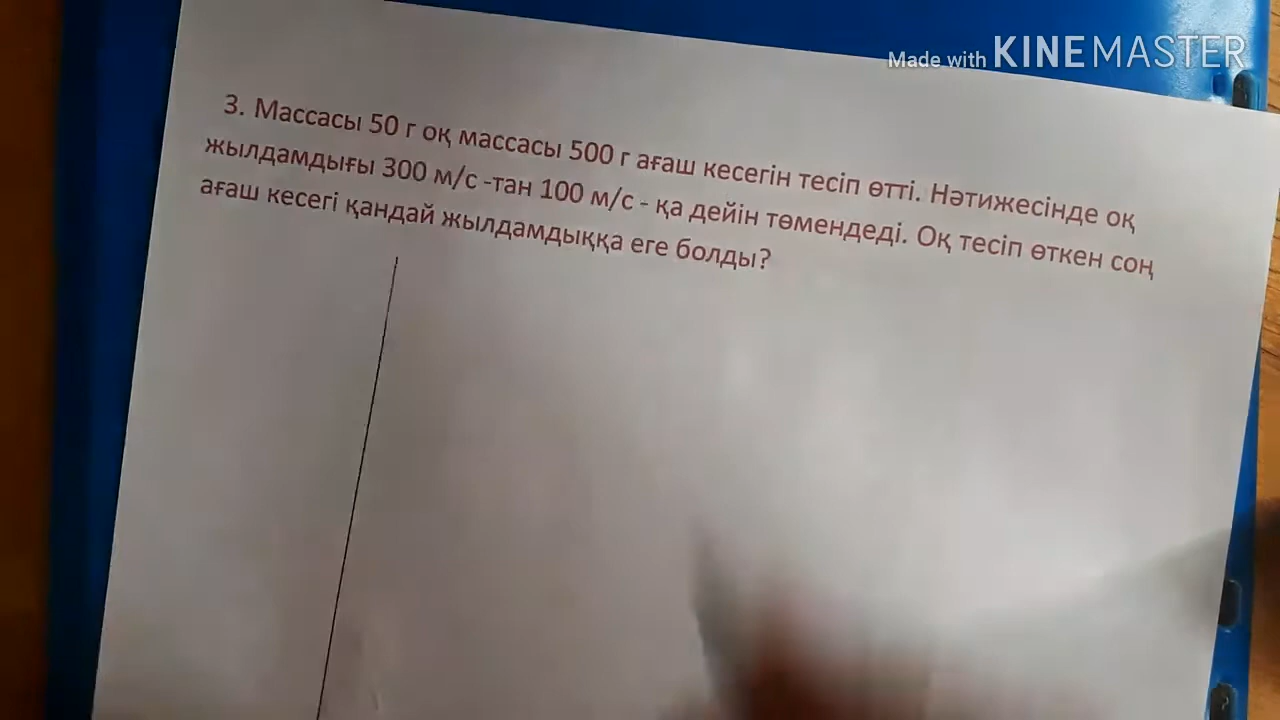 Made with KINEMASTER
3. Массасы 50 г оқ массасы 500 г ағаш кесегін тесіп өтті. Нәтижесінде оқ
жылдамдығы 300 м/с -тан 100 м/с - қа дейін төмендеді. Оқ тесіп өткен соң
ағаш кесегі қандай жылдамдыққа еге болды?